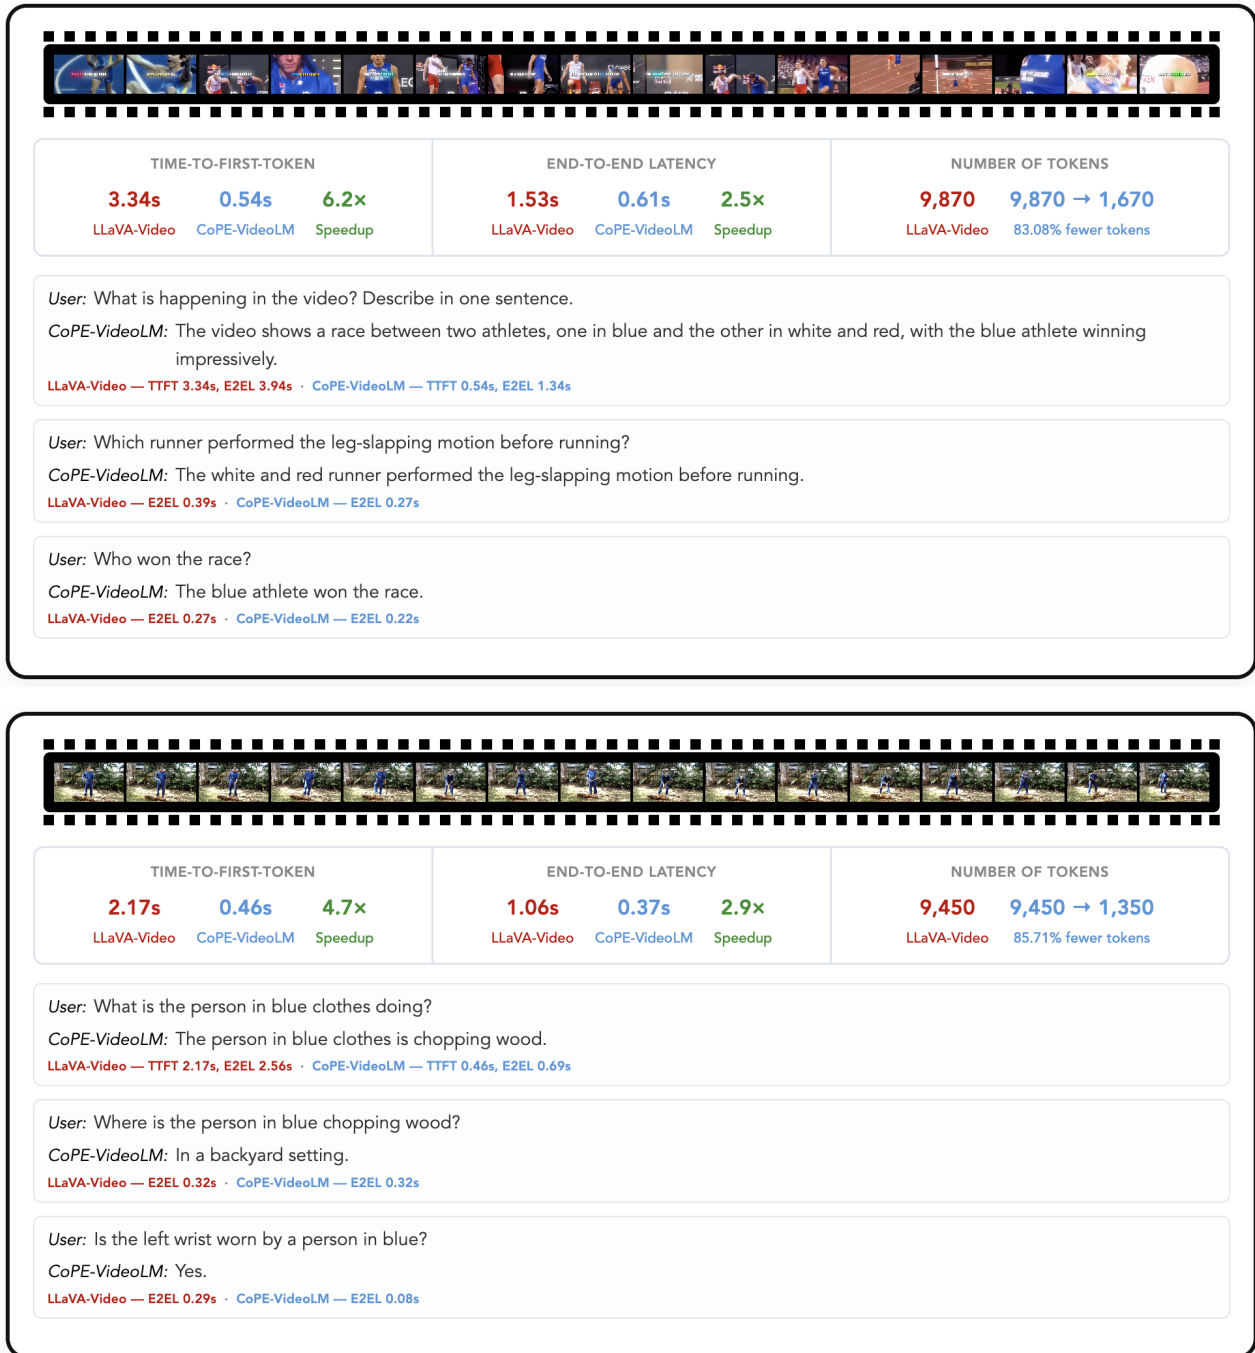 TIME-TO-FIRST-TOKEN
3.34s 0.54s 6.2×
LLaVA-Video CoPE-VideoLM Speedup
END-TO-END LATENCY
1.53s 0.61s 2.5×
LLaVA-Video CoPE-VideoLM Speedup
NUMBER OF TOKENS
9,870 9,870 → 1,670
LLaVA-Video 83.08% fewer tokens
User: What is happening in the video? Describe in one sentence.
CoPE-VideoLM: The video shows a race between two athletes, one in blue and the other in white and red, with the blue athlete winning
impressively.
LLaVA-Video — TTFT 3.34s, E2EL 3.94s · CoPE-VideoLM — TTFT 0.54s, E2EL 1.34s
User: Which runner performed the leg-slapping motion before running?
CoPE-VideoLM: The white and red runner performed the leg-slapping motion before running.
LLaVA-Video — E2EL 0.39s · CoPE-VideoLM — E2EL 0.27s
User: Who won the race?
CoPE-VideoLM: The blue athlete won the race.
LLaVA-Video — E2EL 0.27s · CoPE-VideoLM — E2EL 0.22s
TIME-TO-FIRST-TOKEN
2.17s 0.46s 4.7×
LLaVA-Video CoPE-VideoLM Speedup
END-TO-END LATENCY
1.06s 0.37s 2.9×
LLaVA-Video CoPE-VideoLM Speedup
NUMBER OF TOKENS
9,450 9,450 → 1,350
LLaVA-Video 85.71% fewer tokens
User: What is the person in blue clothes doing?
CoPE-VideoLM: The person in blue clothes is chopping wood.
LLaVA-Video — TTFT 2.17s, E2EL 2.56s · CoPE-VideoLM — TTFT 0.46s, E2EL 0.69s
User: Where is the person in blue chopping wood?
CoPE-VideoLM: In a backyard setting.
LLaVA-Video — E2EL 0.32s · CoPE-VideoLM — E2EL 0.32s
User: Is the left wrist worn by a person in blue?
CoPE-VideoLM: Yes.
LLaVA-Video — E2EL 0.29s · CoPE-VideoLM — E2EL 0.08s